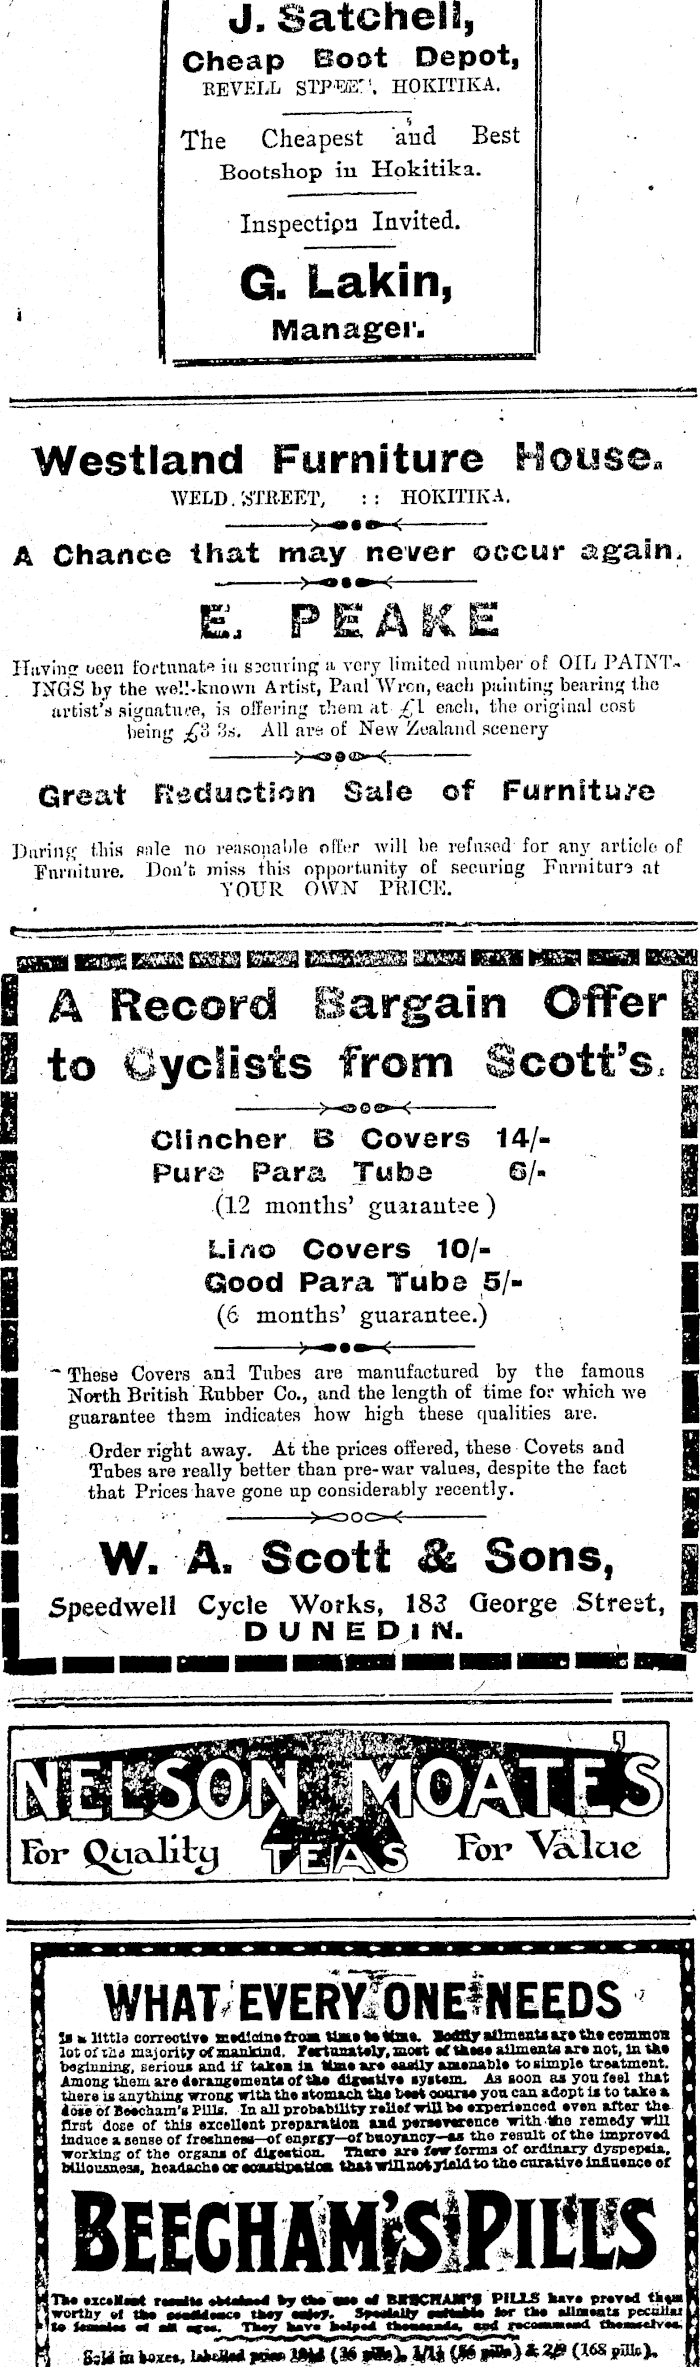 J. Satchell,
Cheap Boot Depot,
REVELL STREET, HOKITIKA.
The Cheapest and Best
Bootshop in Hokitika.
Inspection Invited.
G. Lakin,
Manager.
Westland Furniture House.
WELD. STREET, :: HOKITIKA.
A Chance that may never occur again.
E. PEAKE
Having been fortunate in securing a very limited number of OIL PAINT-
INGS by the well-known Artist, Paul Wren, each painting bearing the
artist's signature, is offering them at £1 each, the original cost
being £3 3s. All are of New Zealand scenery
Great Reduction Sale of Furniture
During this sale no reasonable offer will be refused for any article of
Furniture. Don't miss this opportunity of securing Furniture at
YOUR OWN PRICE.
A Record Bargain Offer
to Cyclists from Scott's.
Clincher B Covers 14/-
Pure Para Tube 6/-
(12 months' guarantee)
Lino Covers 10/-
Good Para Tube 5/-
(6 months' guarantee.)
These Covers and Tubes are manufactured by the famous
North British Rubber Co., and the length of time for which we
guarantee them indicates how high these qualities are.
Order right away. At the prices offered, these Covets and
Tubes are really better than pre-war values, despite the fact
that Prices have gone up considerably recently.
W. A. Scott & Sons,
Speedwell Cycle Works, 183 George Street,
DUNEDIN.
NELSON MOATE'S
For Quality TEAS For Value
WHAT EVERY ONE NEEDS
Is a little corrective medicine from time to time. Bodily ailments are the common
lot of the majority of mankind. Fortunately, most of these ailments are not, in the
beginning, serious and if taken in time are easily amenable to simple treatment.
Among them are derangements of the digestive system. As soon as you feel that
there is anything wrong with the stomach the best course you can adopt is to take a
dose of Beecham's Pills. In all probability relief will be experienced even after the
first dose of this excellent preparation and perseverence with the remedy will
induce a sense of freshness—of energy—of buoyancy—as the result of the improved
working of the organs of digestion. There are few forms of ordinary dyspepsia,
biliousness, headache or constipation that will not yield to the curative influence of
BEECHAM'S PILLS
The excellent results obtained by the use of BEECHAM'S PILLS have proved them
worthy of the confidence they enjoy. Specially suitable for the ailments peculiar
to females of all ages. They have helped thousands, and recommend themselves.
Sold in boxes, labelled price (36 pills), 1/1½ (56 pills) & 2/9 (168 pills).